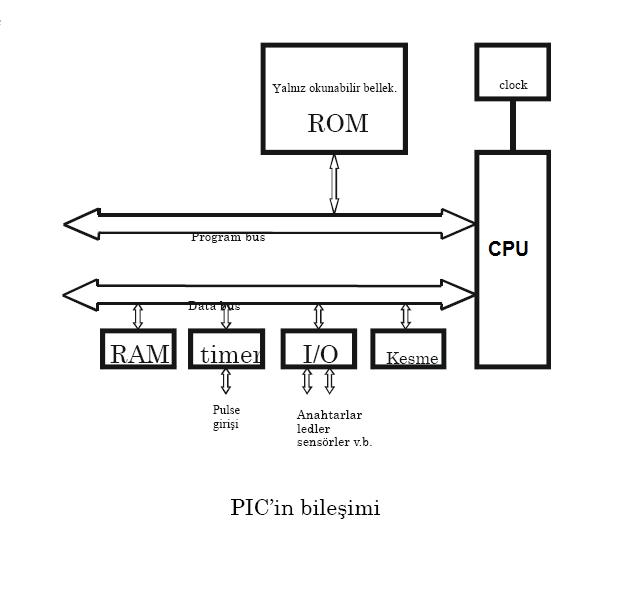 Yalnız okunabilir bellek.
ROM
clock
CPU
Program bus
Data bus
RAM
timer
I/O
Kesme
Pulse
girişi
Anahtarlar
ledler
sensörler v.b.
PIC'in bileşimi